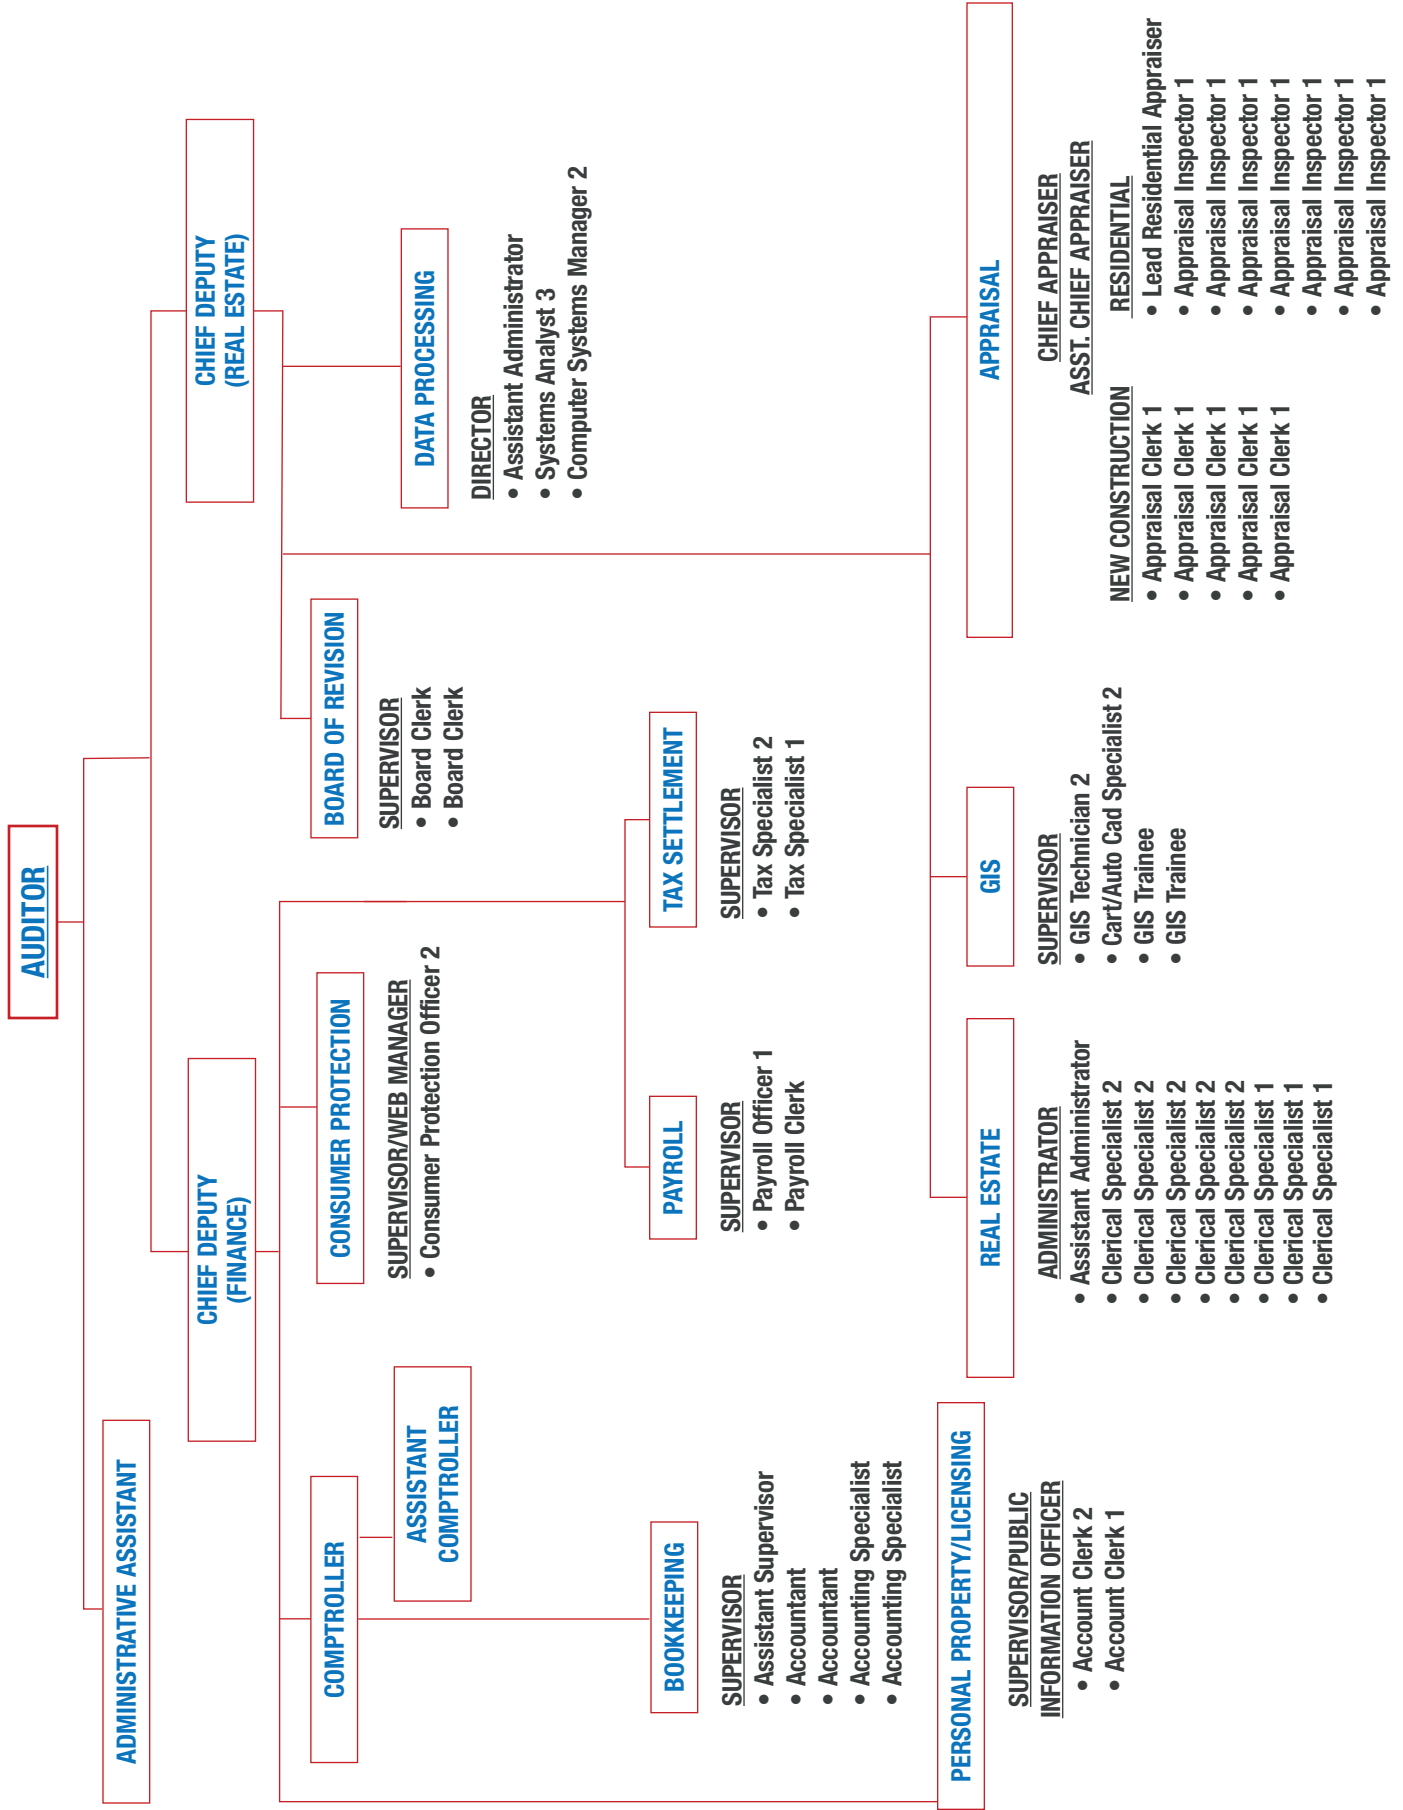 AUDITOR
ADMINISTRATIVE ASSISTANT
CHIEF DEPUTY
(FINANCE)
CHIEF DEPUTY
(REAL ESTATE)
COMPTROLLER
ASSISTANT
COMPTROLLER
CONSUMER PROTECTION
SUPERVISOR/WEB MANAGER
• Consumer Protection Officer 2
BOARD OF REVISION
SUPERVISOR
• Board Clerk
• Board Clerk
DATA PROCESSING
DIRECTOR
• Assistant Administrator
• Systems Analyst 3
• Computer Systems Manager 2
BOOKKEEPING
SUPERVISOR
• Assistant Supervisor
• Accountant
• Accountant
• Accounting Specialist
• Accounting Specialist
PAYROLL
SUPERVISOR
• Payroll Officer 1
• Payroll Clerk
TAX SETTLEMENT
SUPERVISOR
• Tax Specialist 2
• Tax Specialist 1
PERSONAL PROPERTY/LICENSING
SUPERVISOR/PUBLIC
INFORMATION OFFICER
• Account Clerk 2
• Account Clerk 1
REAL ESTATE
ADMINISTRATOR
• Assistant Administrator
• Clerical Specialist 2
• Clerical Specialist 2
• Clerical Specialist 2
• Clerical Specialist 2
• Clerical Specialist 2
• Clerical Specialist 1
• Clerical Specialist 1
• Clerical Specialist 1
GIS
SUPERVISOR
• GIS Technician 2
• Cart/Auto Cad Specialist 2
• GIS Trainee
• GIS Trainee
APPRAISAL
CHIEF APPRAISER
ASST. CHIEF APPRAISER
NEW CONSTRUCTION
• Appraisal Clerk 1
• Appraisal Clerk 1
• Appraisal Clerk 1
• Appraisal Clerk 1
• Appraisal Clerk 1
RESIDENTIAL
• Lead Residential Appraiser
• Appraisal Inspector 1
• Appraisal Inspector 1
• Appraisal Inspector 1
• Appraisal Inspector 1
• Appraisal Inspector 1
• Appraisal Inspector 1
• Appraisal Inspector 1